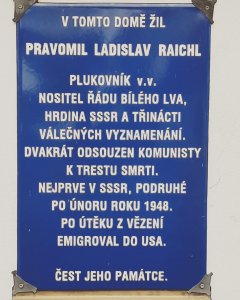 V TOMTO DOMĚ ŽIL
PRAVOMIL LADISLAV RAICHL
PLUKOVNÍK v.v.
NOSITEL ŘÁDU BÍLÉHO LVA,
HRDINA SSSR A TŘINÁCTI
VÁLEČNÝCH VYZNAMENÁNÍ.
DVAKRÁT ODSOUZEN KOMUNISTY
K TRESTU SMRTI.
NEJPRVE V SSSR, PODRUHÉ
PO ÚNORU ROKU 1948.
PO ÚTĚKU Z VĚZENÍ
EMIGROVAL DO USA.
ČEST JEHO PAMÁTCE.